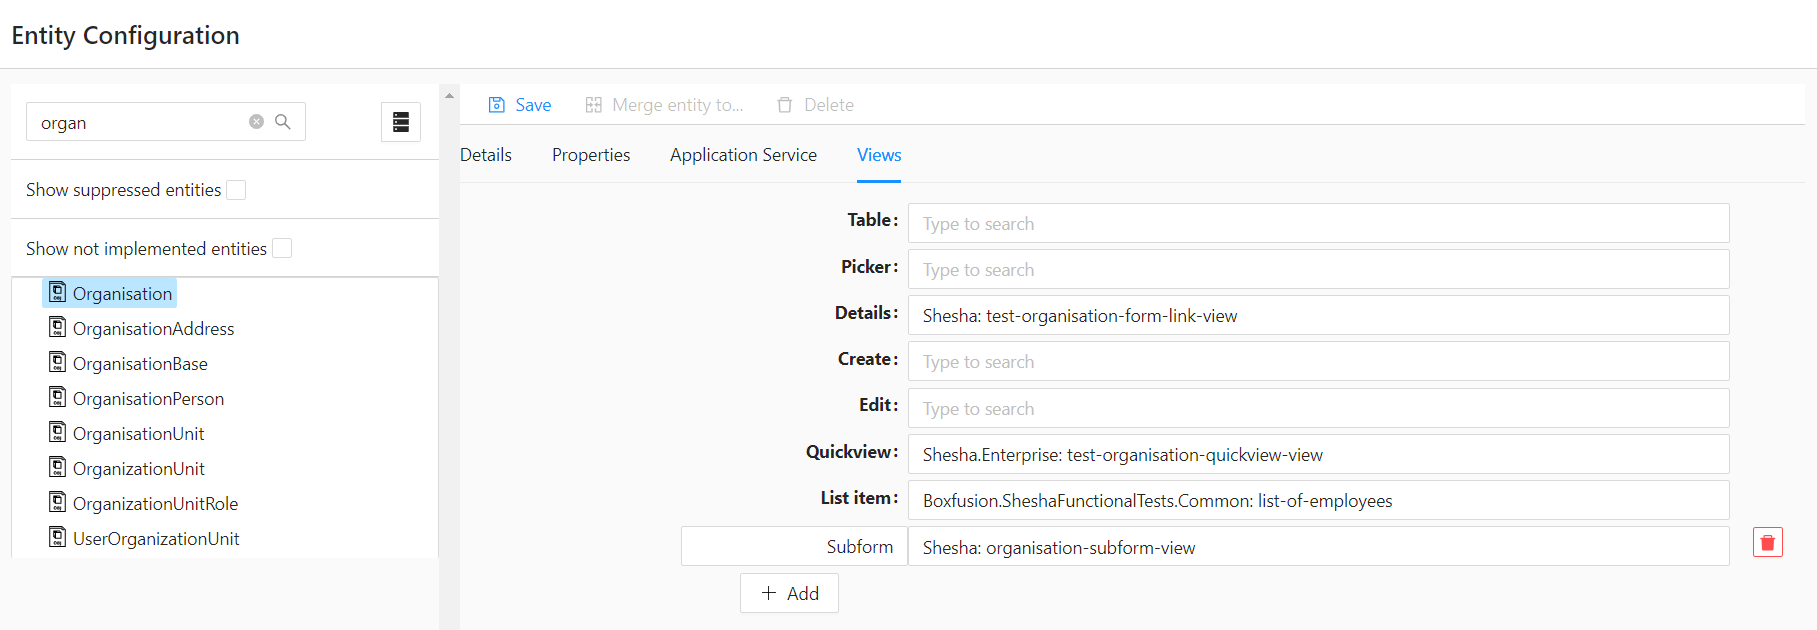 Entity Configuration
organ
Show suppressed entities
Show not implemented entities
Organisation
OrganisationAddress
OrganisationBase
OrganisationPerson
OrganisationUnit
OrganizationUnit
OrganizationUnitRole
UserOrganizationUnit
Save Merge entity to... Delete
Details Properties Application Service Views
Table: Type to search
Picker: Type to search
Details: Shesha: test-organisation-form-link-view
Create: Type to search
Edit: Type to search
Quickview: Shesha.Enterprise: test-organisation-quickview-view
List item: Boxfusion.SheshaFunctionalTests.Common: list-of-employees
Subform Shesha: organisation-subform-view
+ Add